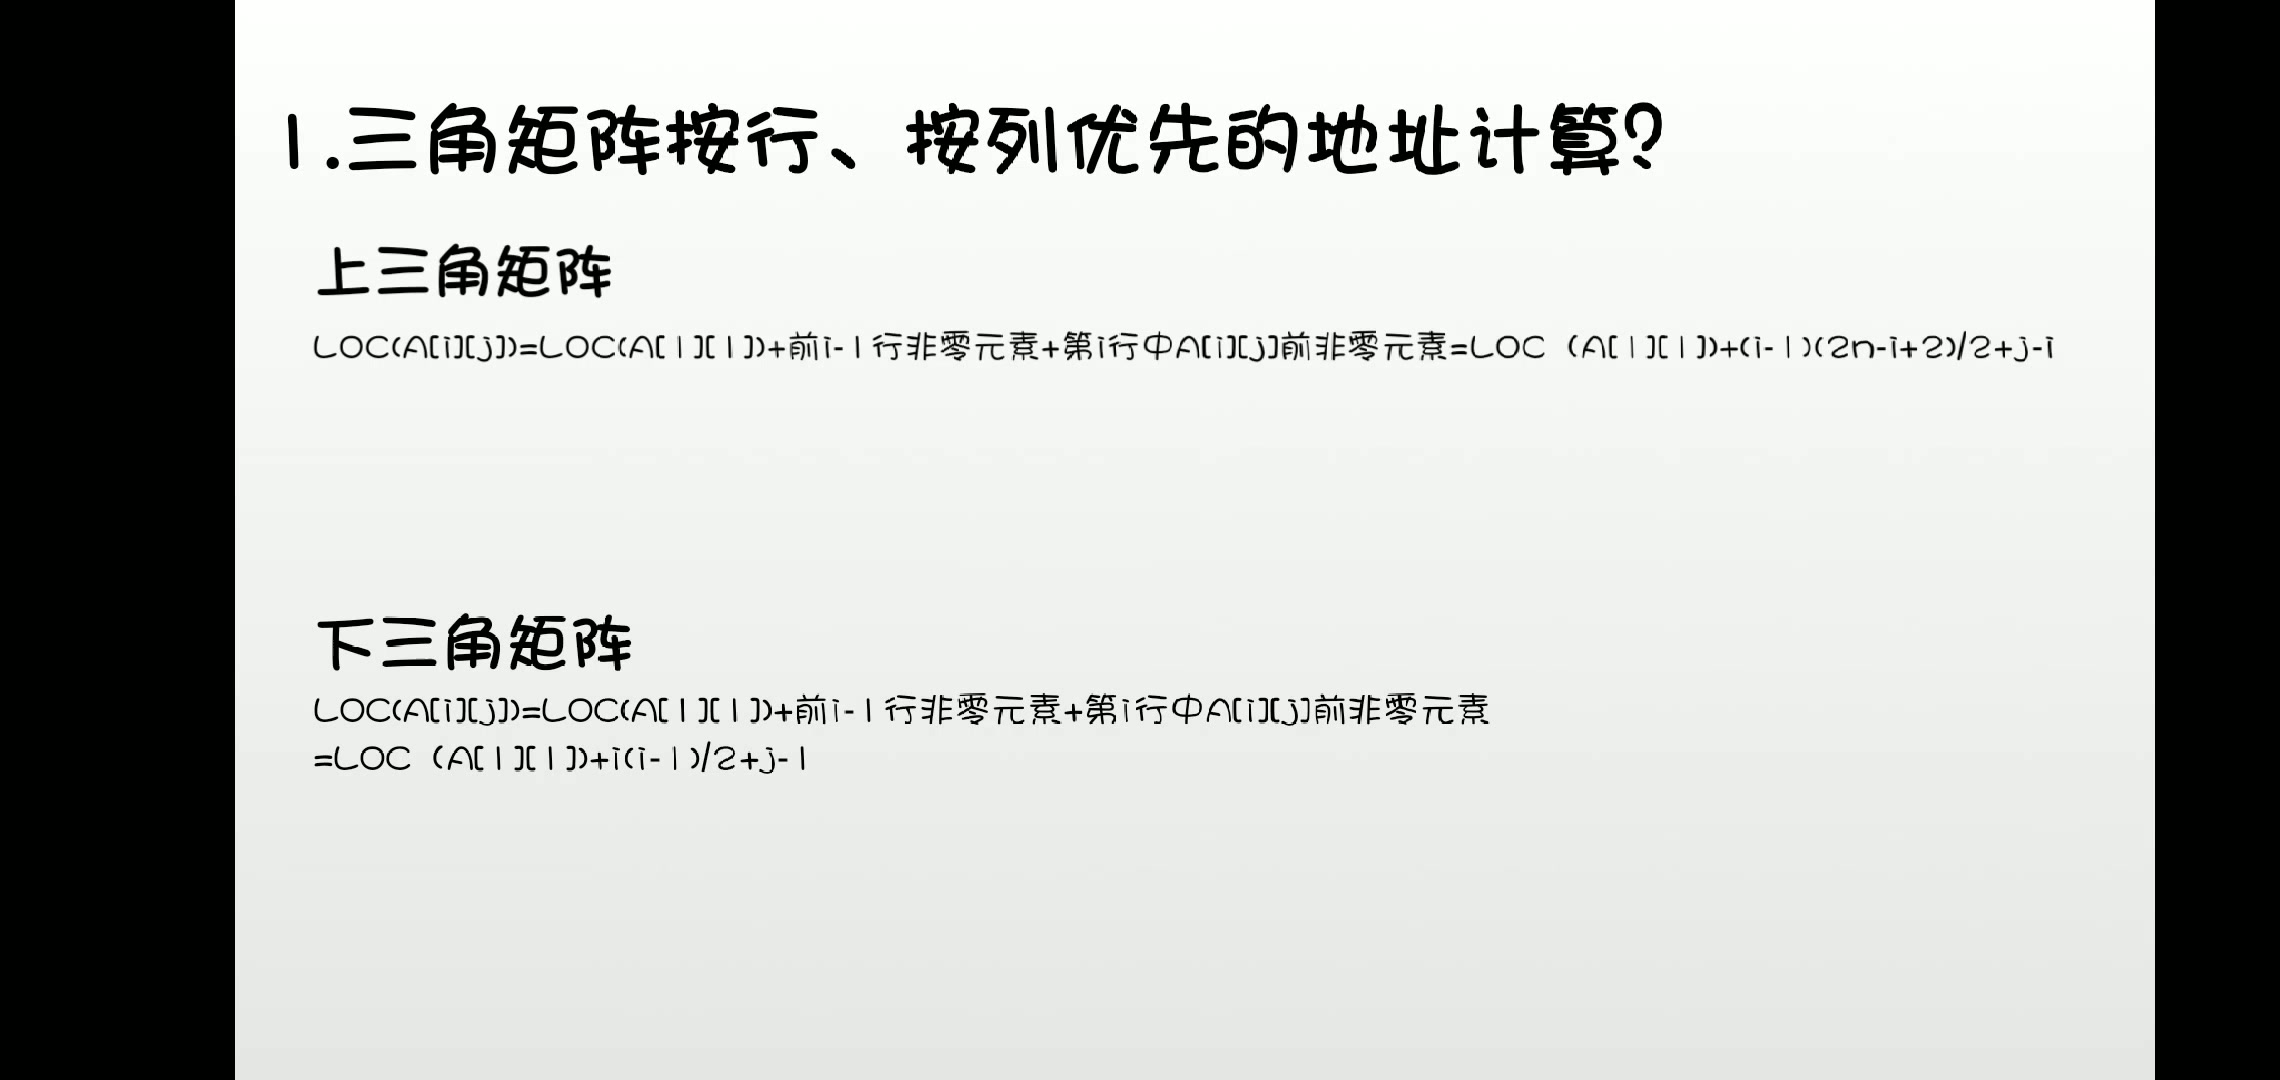 1.三角矩阵按行、按列优先的地址计算?
上三角矩阵
LOC(A[i][j])=LOC(A[1][1])+前i-1行非零元素+第i行中A[i][j]前非零元素=LOC（A[1][1])+(i-1)(2n-i+2)/2+j-i
下三角矩阵
LOC(A[i][j])=LOC(A[1][1])+前i-1行非零元素+第i行中A[i][j]前非零元素
=LOC（A[1][1])+i(i-1)/2+j-1